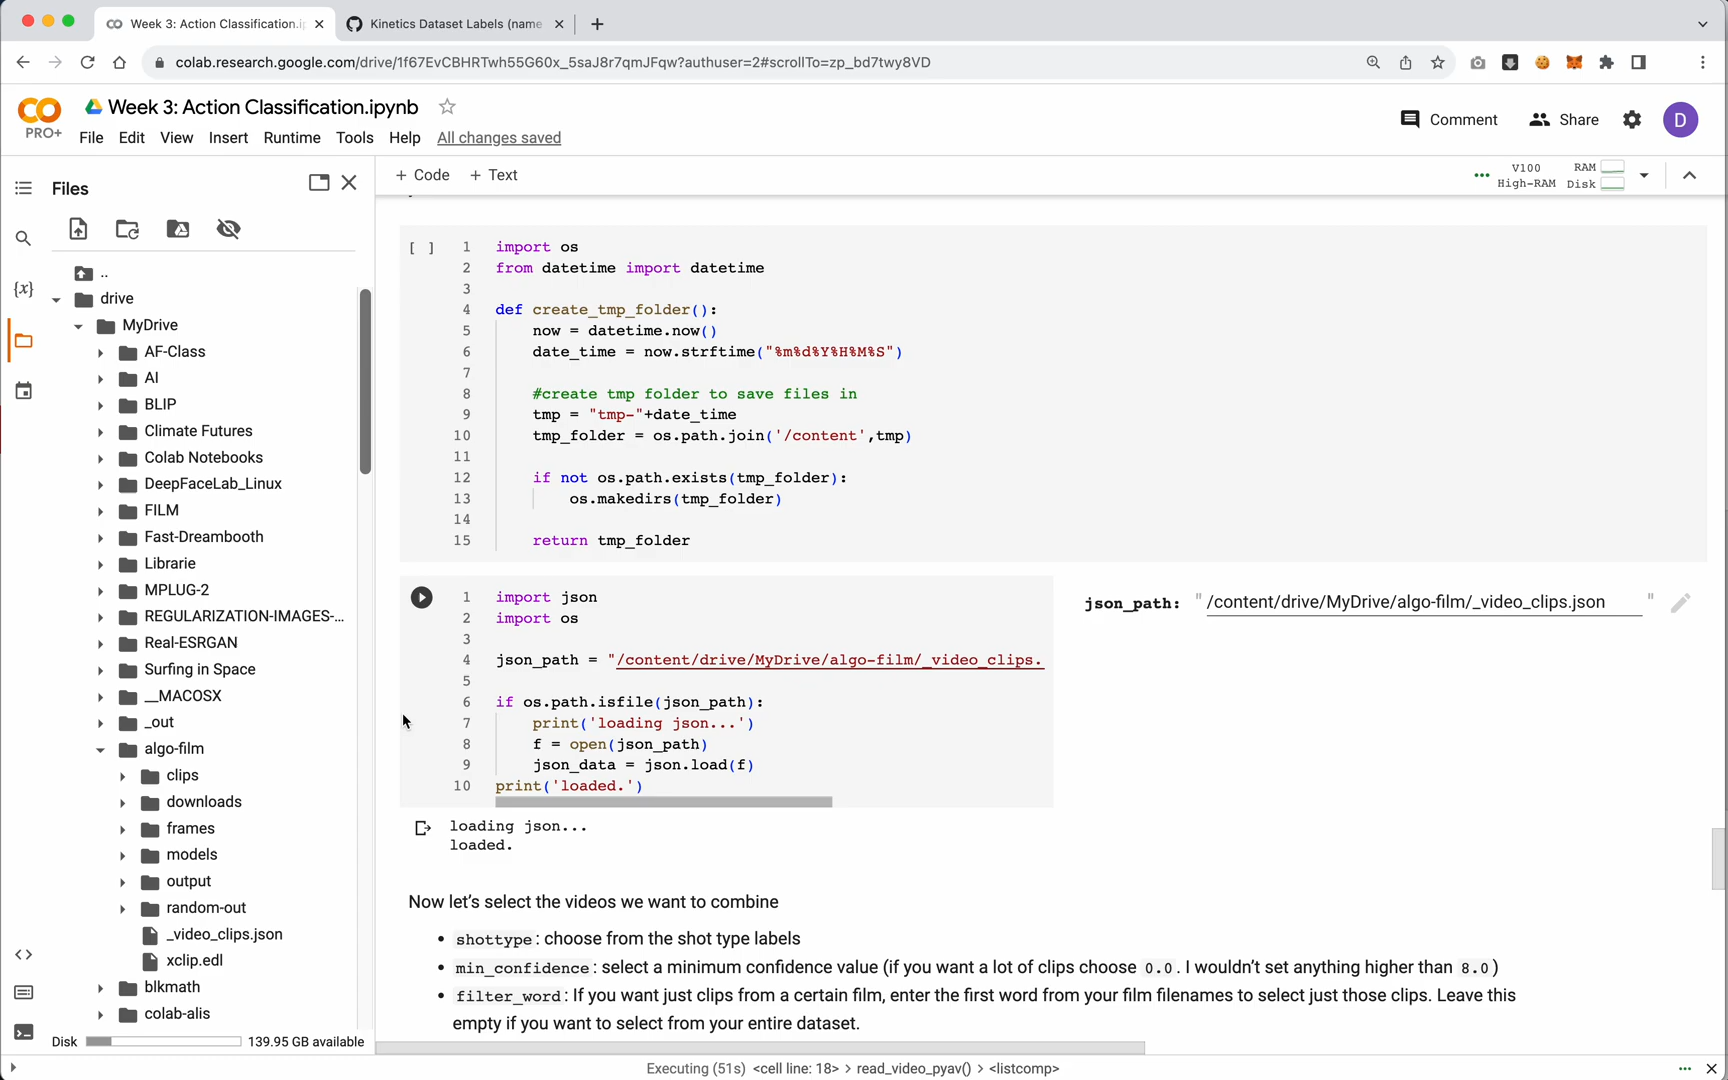 Week 3: Action Classification.i
Kinetics Dataset Labels (name
colab.research.google.com/drive/1f67EvCBHRTwh55G60x_5saJ8r7qmJFqw?authuser=2#scrollTo=zp_bd7twy8VD
CO
PRO+
Week 3: Action Classification.ipynb
Comment
Share
D
File Edit View Insert Runtime Tools Help All changes saved
Files
+ Code + Text
V100 RAM
High-RAM Disk
{x}
<>
..
drive
MyDrive
AF-Class
AI
BLIP
Climate Futures
Colab Notebooks
DeepFaceLab_Linux
FILM
Fast-Dreambooth
Librarie
MPLUG-2
REGULARIZATION-IMAGES-...
Real-ESRGAN
Surfing in Space
__MACOSX
_out
algo-film
clips
downloads
frames
models
output
random-out
_video_clips.json
xclip.edl
blkmath
colab-alis
Disk 139.95 GB available
[ ] 1 import os
2 from datetime import datetime
3
4 def create_tmp_folder():
5 now = datetime.now()
6 date_time = now.strftime("%m%d%Y%H%M%S")
7
8 #create tmp folder to save files in
9 tmp = "tmp-"+date_time
10 tmp_folder = os.path.join('/content',tmp)
11
12 if not os.path.exists(tmp_folder):
13 os.makedirs(tmp_folder)
14
15 return tmp_folder
1 import json
2 import os
3
4 json_path = "/content/drive/MyDrive/algo-film/_video_clips.
5
6 if os.path.isfile(json_path):
7 print('loading json...')
8 f = open(json_path)
9 json_data = json.load(f)
10 print('loaded.')
json_path: "/content/drive/MyDrive/algo-film/_video_clips.json"
loading json...
loaded.
Now let's select the videos we want to combine
• shottype: choose from the shot type labels
• min_confidence: select a minimum confidence value (if you want a lot of clips choose 0.0. I wouldn't set anything higher than 8.0)
• filter_word: If you want just clips from a certain film, enter the first word from your film filenames to select just those clips. Leave this
empty if you want to select from your entire dataset.
Executing (51s) <cell line: 18> > read_video_pyav() > <listcomp>